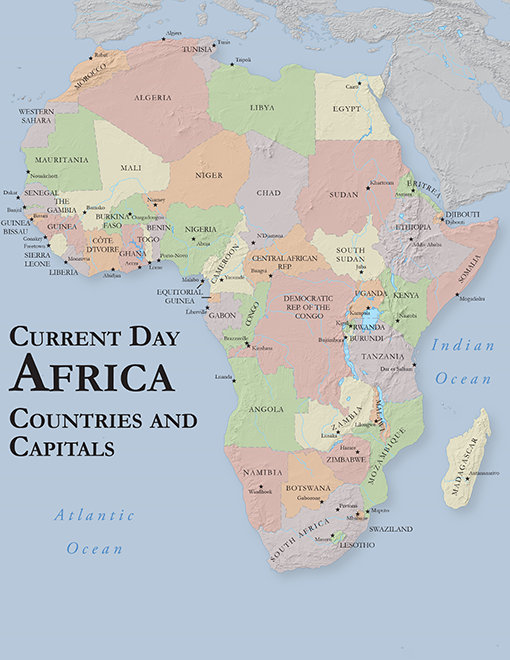 Algiers
Tunis
TUNISIA
Rabat
MOROCCO
Tripoli
Cairo
ALGERIA
LIBYA
EGYPT
WESTERN
SAHARA
MAURITANIA
Nouakchott
MALI
NIGER
CHAD
SUDAN
Khartoum
ERITREA
Asmara
Dakar
SENEGAL
THE
GAMBIA
Banjul
Bamako
Niamey
BURKINA
FASO
Ouagadougou
GUINEA
BISSAU
Bissau
GUINEA
Conakry
Freetown
SIERRA
LEONE
Monrovia
LIBERIA
CÔTE
D'IVOIRE
Abidjan
GHANA
Accra
TOGO
Lome
BENIN
Porto-Novo
NIGERIA
Abuja
N'Djamena
DJIBOUTI
Djibouti
ETHIOPIA
Addis Ababa
SOMALIA
Mogadishu
SOUTH
SUDAN
Juba
CENTRAL AFRICAN
REP.
Bangui
CAMEROON
Yaounde
Malabo
EQUITORIAL
GUINEA
Libreville
GABON
CONGO
Brazzaville
Kinshasa
DEMOCRATIC
REP. OF THE
CONGO
UGANDA
Kampala
KENYA
Nairobi
Kigali
RWANDA
Bujumbura
BURUNDI
TANZANIA
Dar es Salaam
CURRENT DAY
AFRICA
COUNTRIES AND
CAPITALS
Indian
Ocean
Luanda
ANGOLA
ZAMBIA
Lusaka
MALAWI
Lilongwe
MOZAMBIQUE
Harare
ZIMBABWE
MADAGASCAR
Antananarivo
NAMIBIA
Windhoek
BOTSWANA
Gaborone
Pretoria
Maputo
Mbabane
SWAZILAND
SOUTH AFRICA
Maseru
LESOTHO
Atlantic
Ocean